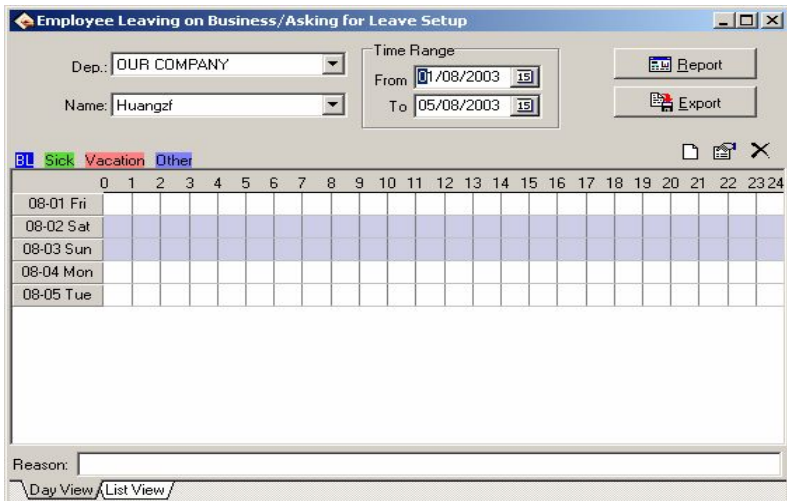 Employee Leaving on Business/Asking for Leave Setup
Dep.: OUR COMPANY
Name: Huangzf
Time Range
From 01/08/2003 15
To 05/08/2003 15
Report
Export
BL Sick Vacation Other
0 1 2 3 4 5 6 7 8 9 10 11 12 13 14 15 16 17 18 19 20 21 22 23 24
08-01 Fri
08-02 Sat
08-03 Sun
08-04 Mon
08-05 Tue
Reason:
Day View List View